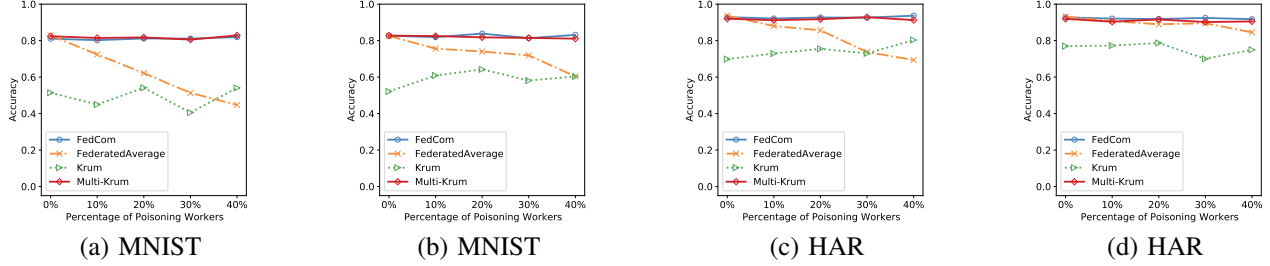 1.0
0.8
0.6
0.4
0.2
0.0
Accuracy
FedCom
FederatedAverage
Krum
Multi-Krum
0% 10% 20% 30% 40%
Percentage of Poisoning Workers
(a) MNIST
1.0
0.8
0.6
0.4
0.2
0.0
Accuracy
FedCom
FederatedAverage
Krum
Multi-Krum
0% 10% 20% 30% 40%
Percentage of Poisoning Workers
(b) MNIST
1.0
0.8
0.6
0.4
0.2
0.0
Accuracy
FedCom
FederatedAverage
Krum
Multi-Krum
0% 10% 20% 30% 40%
Percentage of Poisoning Workers
(c) HAR
1.0
0.8
0.6
0.4
0.2
0.0
Accuracy
FedCom
FederatedAverage
Krum
Multi-Krum
0% 10% 20% 30% 40%
Percentage of Poisoning Workers
(d) HAR